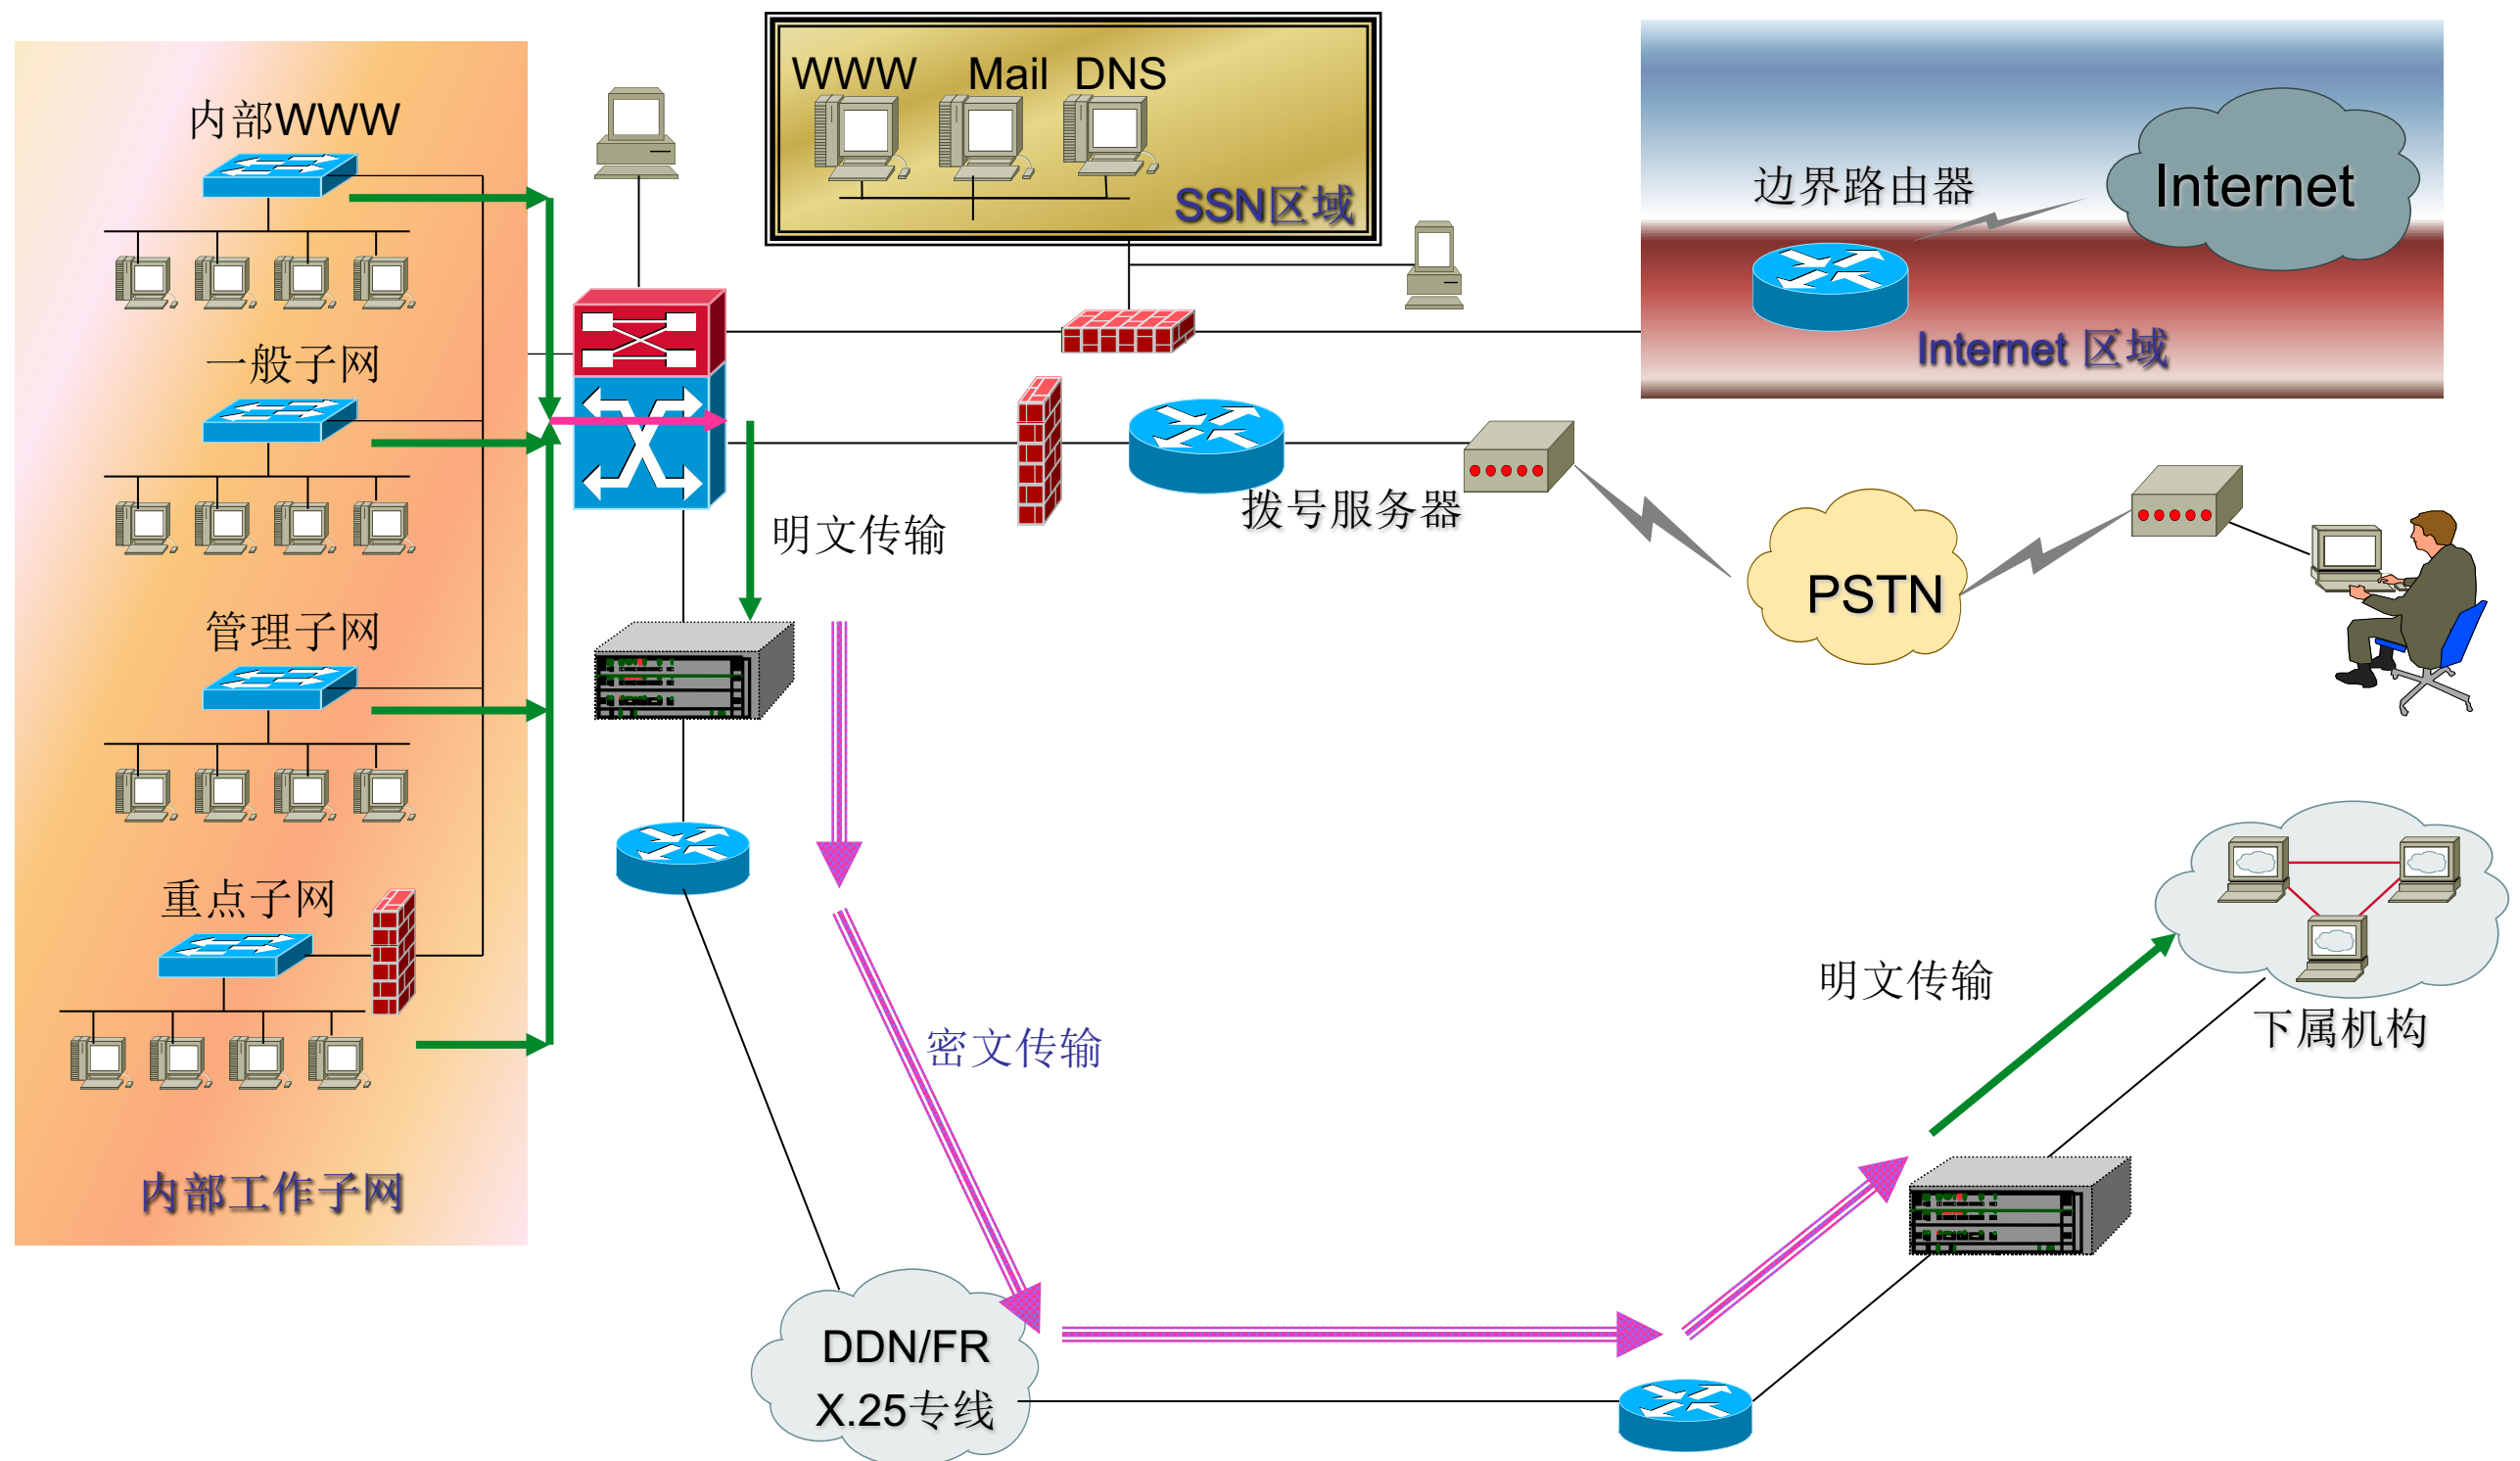 WWW Mail DNS
SSN区域
内部WWW
一般子网
管理子网
重点子网
内部工作子网
边界路由器
Internet
Internet 区域
明文传输
拨号服务器
PSTN
密文传输
明文传输
下属机构
DDN/FR
X.25专线